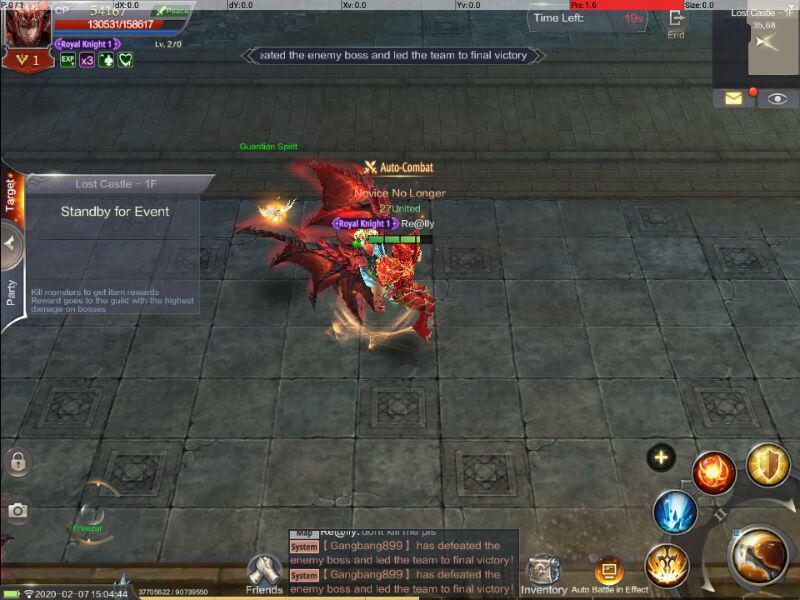 P:0 / 1
dX:0.0
dY:0.0
Xv:0.0
Yv:0.0
Prs:1.0
Size:0.0
CP 54167
Peace
130531/158617
Royal Knight 1
Lv.2/0
1
EXP
x3
eated the enemy boss and led the team to final victory
Time Left: 19s
End
Lost Castle - 1F
35,68
Guardian Spirit
Auto-Combat
Novice No Longer
27United
Royal Knight 1 Re@lly
Target
Party
Lost Castle - 1F
Standby for Event
Kill monsters to get item rewards
Reward goes to the guild with the highest
damage on bosses
Freezer
Map Re@lly: dont kill me pls
System 【Gangbang899】has defeated the
enemy boss and led the team to final victory!
System 【Gangbang899】has defeated the
enemy boss and led the team to final victory!
Friends
Inventory
Auto Battle in Effect
2020-02-07 15:04:44
37705622 / 90739550